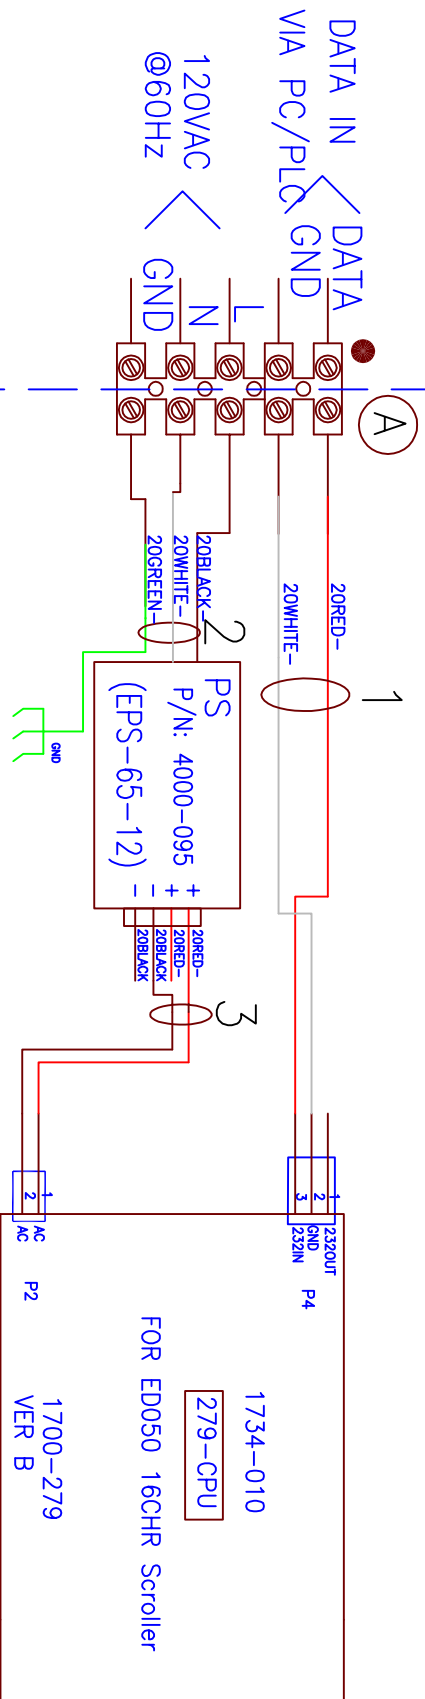 DATA IN
VIA PC/PLC
DATA
GND
120VAC
@60Hz
L
N
GND
A
20RED-
20WHITE-
1
20BLACK-
20WHITE-
20GREEN-
2
GND
PS
P/N: 4000-095
(EPS-65-12)
+
+
-
-
20RED-
20RED-
20BLACK
20BLACK
3
1
2
3
232OUT
GND
232IN
P4
1
2
AC
AC
P2
1734-010
279-CPU
FOR ED050 16CHR Scroller
1700-279
VER B